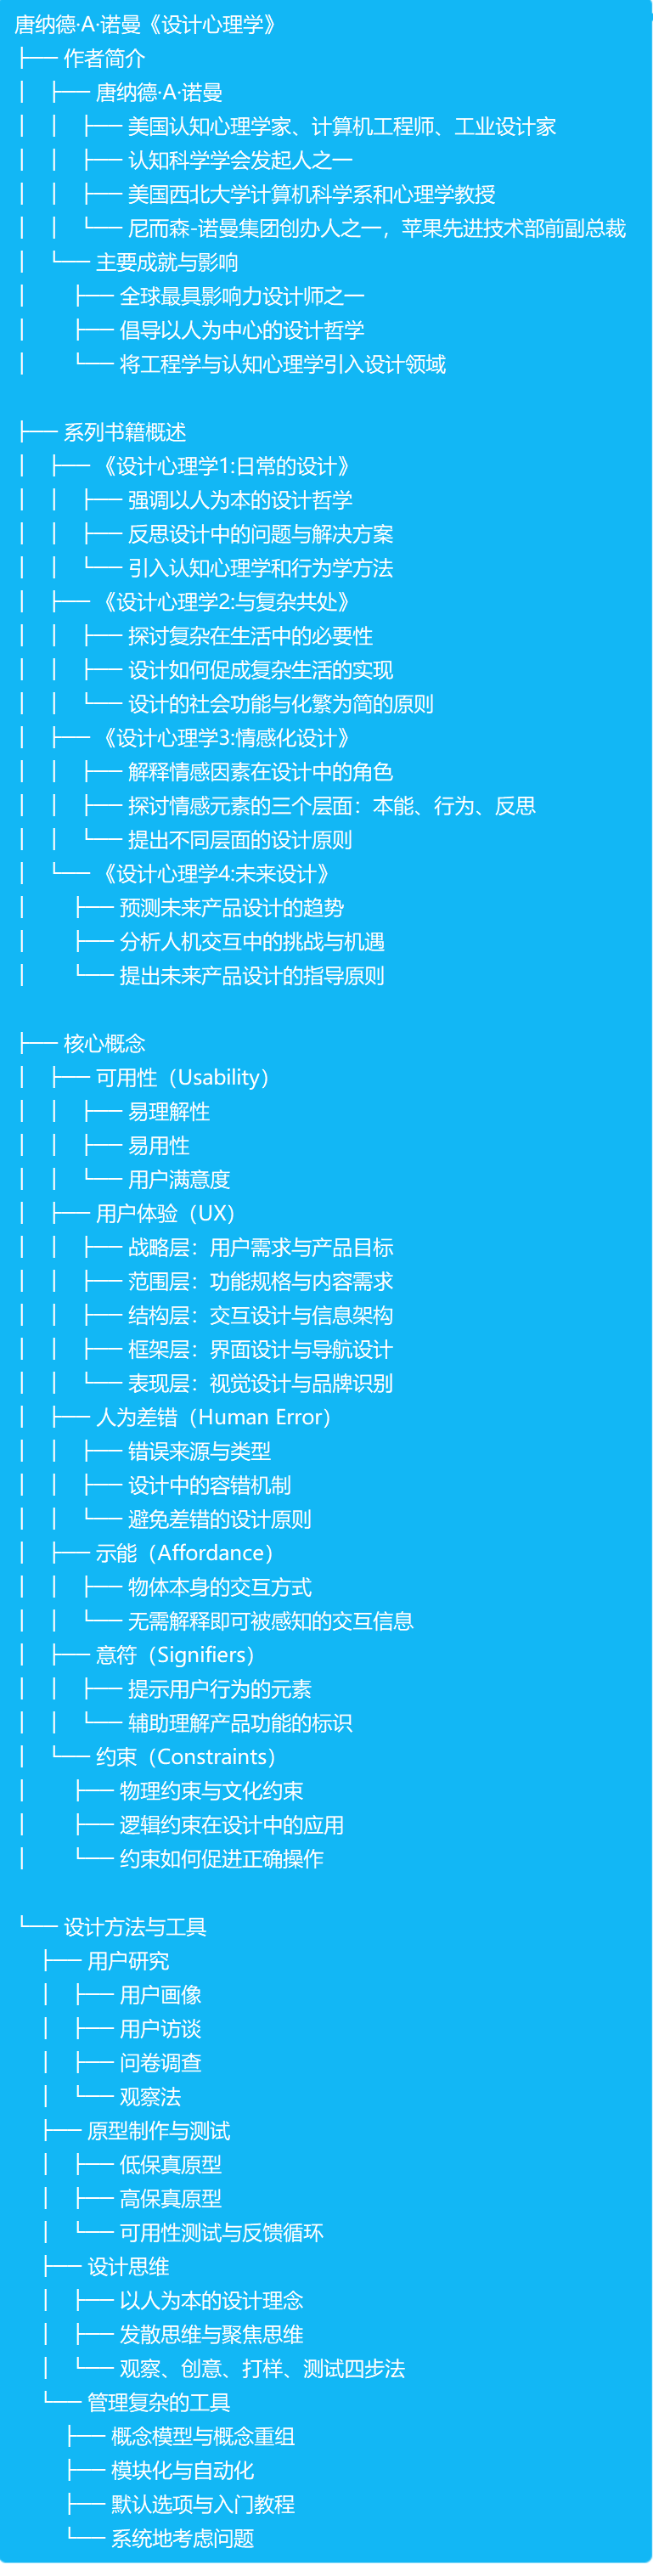 唐纳德·A·诺曼《设计心理学》
├── 作者简介
│   ├── 唐纳德·A·诺曼
│   │   ├── 美国认知心理学家、计算机工程师、工业设计家
│   │   ├── 认知科学学会发起人之一
│   │   ├── 美国西北大学计算机科学系和心理学教授
│   │   └── 尼而森-诺曼集团创办人之一，苹果先进技术部前副总裁
│   └── 主要成就与影响
│       ├── 全球最具影响力设计师之一
│       ├── 倡导以人为中心的设计哲学
│       └── 将工程学与认知心理学引入设计领域
├── 系列书籍概述
│   ├── 《设计心理学1:日常的设计》
│   │   ├── 强调以人为本的设计哲学
│   │   ├── 反思设计中的问题与解决方案
│   │   └── 引入认知心理学和行为学方法
│   ├── 《设计心理学2:与复杂共处》
│   │   ├── 探讨复杂在生活中的必要性
│   │   ├── 设计如何促成复杂生活的实现
│   │   └── 设计的社会功能与化繁为简的原则
│   ├── 《设计心理学3:情感化设计》
│   │   ├── 解释情感因素在设计中的角色
│   │   ├── 探讨情感元素的三个层面：本能、行为、反思
│   │   └── 提出不同层面的设计原则
│   └── 《设计心理学4:未来设计》
│       ├── 预测未来产品设计的趋势
│       ├── 分析人机交互中的挑战与机遇
│       └── 提出未来产品设计的指导原则
├── 核心概念
│   ├── 可用性（Usability）
│   │   ├── 易理解性
│   │   ├── 易用性
│   │   └── 用户满意度
│   ├── 用户体验（UX）
│   │   ├── 战略层：用户需求与产品目标
│   │   ├── 范围层：功能规格与内容需求
│   │   ├── 结构层：交互设计与信息架构
│   │   ├── 框架层：界面设计与导航设计
│   │   └── 表现层：视觉设计与品牌识别
│   ├── 人为差错（Human Error）
│   │   ├── 错误来源与类型
│   │   ├── 设计中的容错机制
│   │   └── 避免差错的设计原则
│   ├── 示能（Affordance）
│   │   ├── 物体本身的交互方式
│   │   └── 无需解释即可被感知的交互信息
│   ├── 意符（Signifiers）
│   │   ├── 提示用户行为的元素
│   │   └── 辅助理解产品功能的标识
│   └── 约束（Constraints）
│       ├── 物理约束与文化约束
│       ├── 逻辑约束在设计中的应用
│       └── 约束如何促进正确操作
└── 设计方法与工具
    ├── 用户研究
    │   ├── 用户画像
    │   ├── 用户访谈
    │   ├── 问卷调查
    │   └── 观察法
    ├── 原型制作与测试
    │   ├── 低保真原型
    │   ├── 高保真原型
    │   └── 可用性测试与反馈循环
    ├── 设计思维
    │   ├── 以人为本的设计理念
    │   ├── 发散思维与聚焦思维
    │   └── 观察、创意、打样、测试四步法
    └── 管理复杂的工具
        ├── 概念模型与概念重组
        ├── 模块化与自动化
        ├── 默认选项与入门教程
        └── 系统地考虑问题